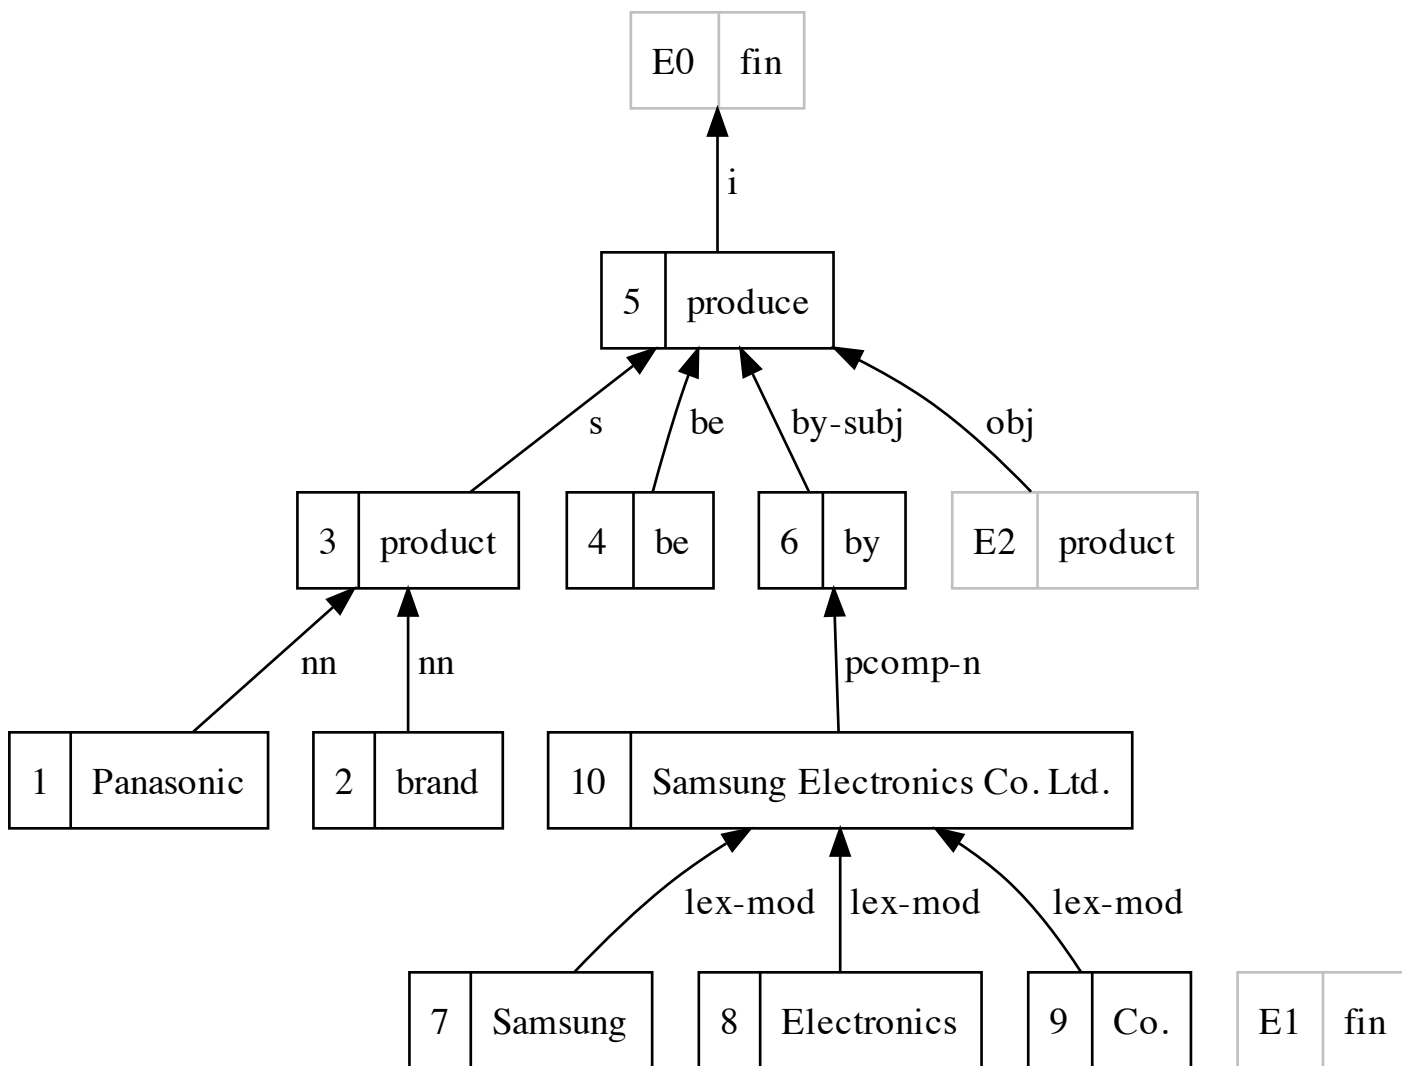 E0 fin
i
5 produce
s be by-subj obj
3 product 4 be 6 by E2 product
nn nn pcomp-n
1 Panasonic 2 brand 10 Samsung Electronics Co. Ltd.
lex-mod lex-mod lex-mod
7 Samsung 8 Electronics 9 Co. E1 fin